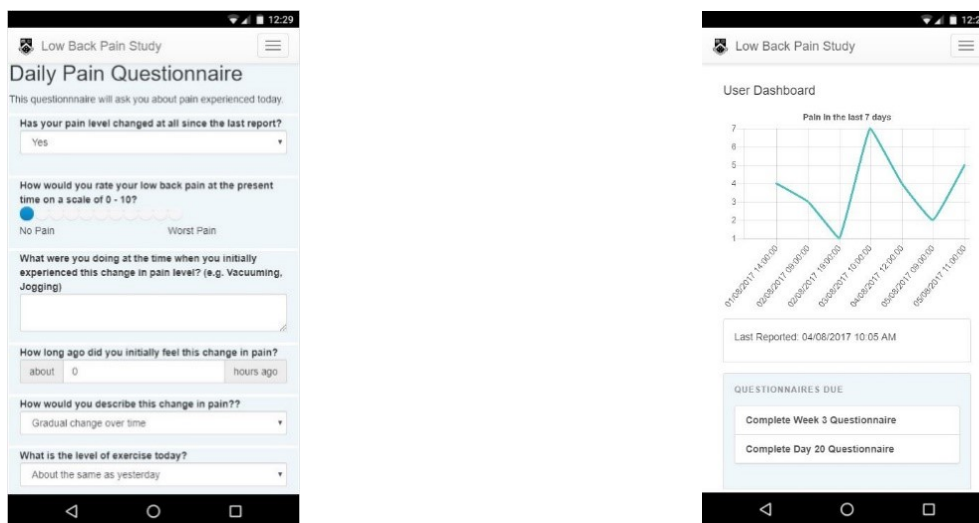 12:29
Low Back Pain Study
Daily Pain Questionnaire
This questionnnaire will ask you about pain experienced today.
Has your pain level changed at all since the last report?
Yes
How would you rate your low back pain at the present
time on a scale of 0 - 10?
No Pain Worst Pain
What were you doing at the time when you initially
experienced this change in pain level? (e.g. Vacuuming,
Jogging)
How long ago did you initially feel this change in pain?
about 0 hours ago
How would you describe this change in pain??
Gradual change over time
What is the level of exercise today?
About the same as yesterday
12:2
Low Back Pain Study
User Dashboard
Pain in the last 7 days
7
6
5
4
3
2
1
01/08/2017 14:00:00
02/08/2017 09:00:00
02/08/2017 19:00:00
03/08/2017 10:00:00
04/08/2017 12:00:00
05/08/2017 09:00:00
05/08/2017 11:00:00
Last Reported: 04/08/2017 10:05 AM
QUESTIONNAIRES DUE
Complete Week 3 Questionnaire
Complete Day 20 Questionnaire